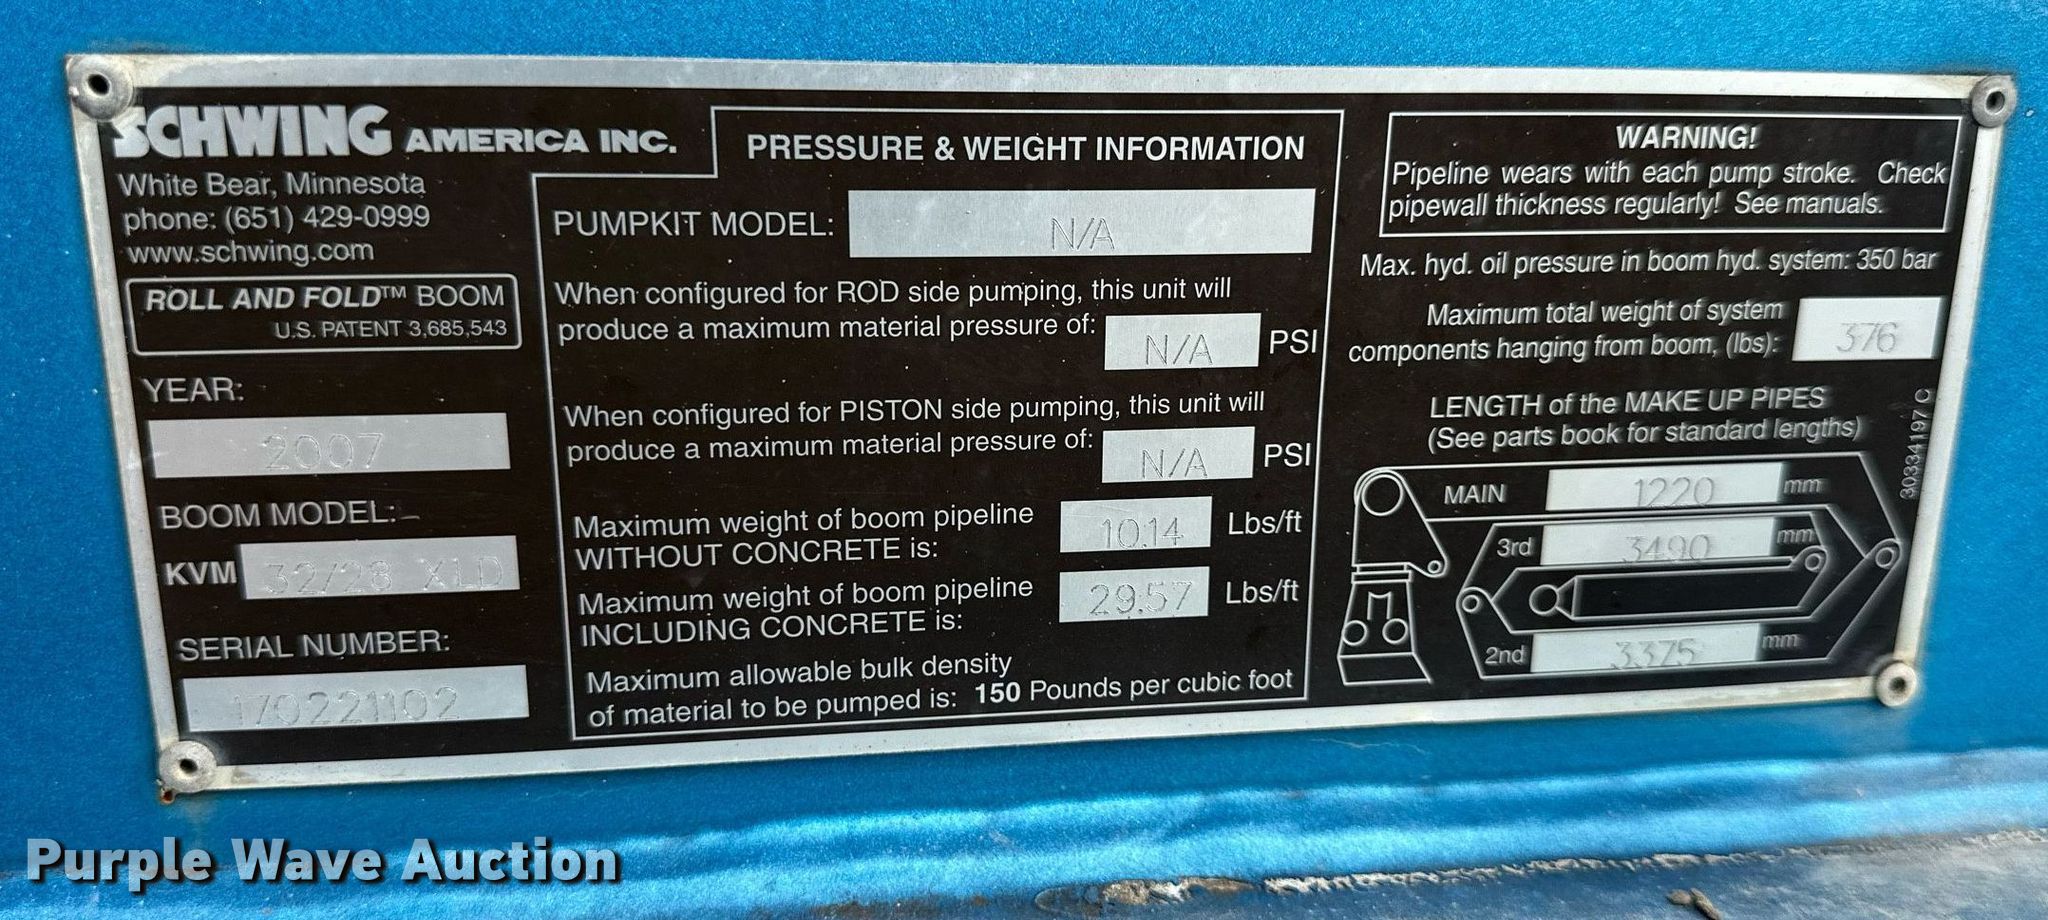 SCHWING AMERICA INC.
White Bear, Minnesota
phone: (651) 429-0999
www.schwing.com
ROLL AND FOLD™ BOOM
U.S. PATENT 3,685,543
YEAR:
2007
BOOM MODEL:
KVM 32/28 XLD
SERIAL NUMBER:
170221102
PRESSURE & WEIGHT INFORMATION
PUMPKIT MODEL: N/A
When configured for ROD side pumping, this unit will
produce a maximum material pressure of: N/A PSI
When configured for PISTON side pumping, this unit will
produce a maximum material pressure of: N/A PSI
Maximum weight of boom pipeline
WITHOUT CONCRETE is: 10.14 Lbs/ft
Maximum weight of boom pipeline
INCLUDING CONCRETE is: 29.57 Lbs/ft
Maximum allowable bulk density
of material to be pumped is: 150 Pounds per cubic foot
WARNING!
Pipeline wears with each pump stroke. Check
pipewall thickness regularly! See manuals.
Max. hyd. oil pressure in boom hyd. system: 350 bar
Maximum total weight of system
components hanging from boom, (lbs): 376
LENGTH of the MAKE UP PIPES
(See parts book for standard lengths)
MAIN 1220 mm
3rd 3490 mm
2nd 3375 mm
30334197 C
Purple Wave Auction